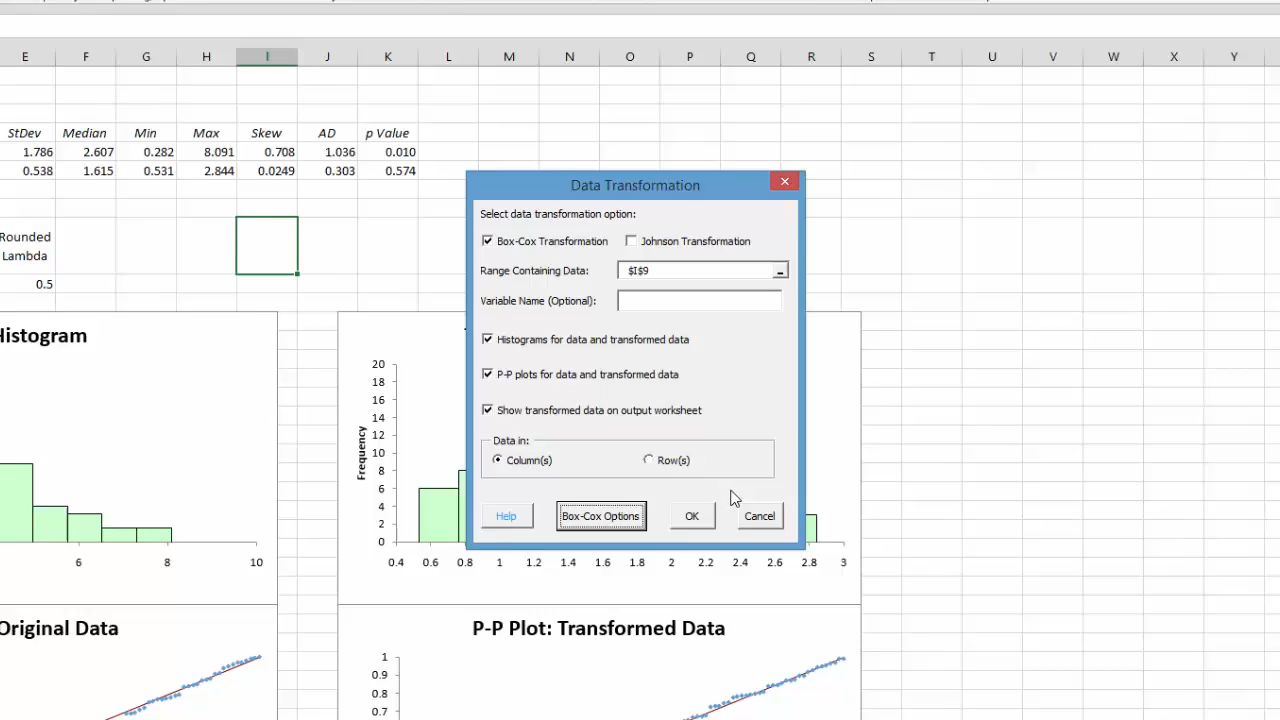 E F G H I J K L M N O P Q R S T U V W X Y
StDev Median Min Max Skew AD p Value
1.786 2.607 0.282 8.091 0.708 1.036 0.010
0.538 1.615 0.531 2.844 0.0249 0.303 0.574
Rounded
Lambda
0.5
Data Transformation
Select data transformation option:
Box-Cox Transformation Johnson Transformation
Range Containing Data: $I$9
Variable Name (Optional):
Histograms for data and transformed data
P-P plots for data and transformed data
Show transformed data on output worksheet
Data in:
Column(s) Row(s)
Help Box-Cox Options OK Cancel
Histogram
6 8 10
20
18
16
14
12
10
8
6
4
2
0
Frequency
0.4 0.6 0.8 1 1.2 1.4 1.6 1.8 2 2.2 2.4 2.6 2.8 3
Original Data
P-P Plot: Transformed Data
1
0.9
0.8
0.7